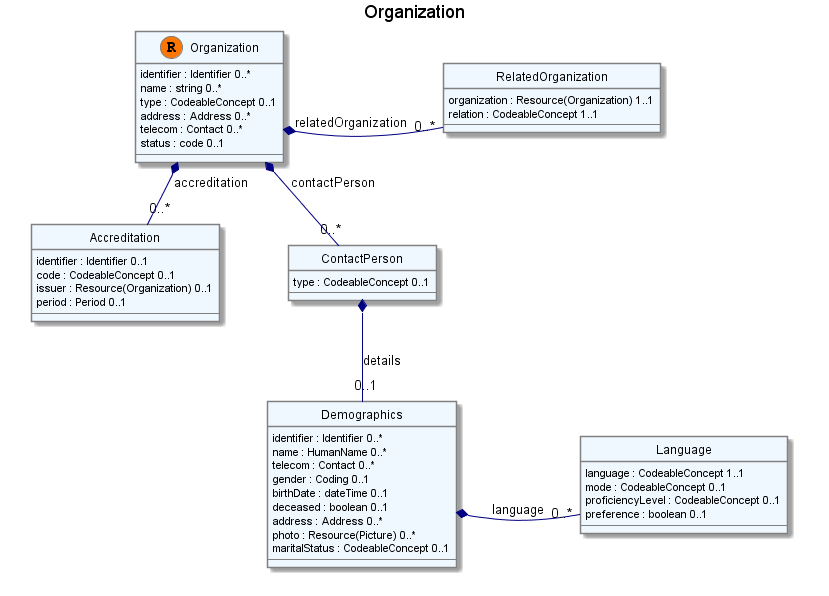 Organization
R Organization
identifier : Identifier 0..*
name : string 0..*
type : CodeableConcept 0..1
address : Address 0..*
telecom : Contact 0..*
status : code 0..1
RelatedOrganization
organization : Resource(Organization) 1..1
relation : CodeableConcept 1..1
relatedOrganization 0..*
accreditation
0..*
contactPerson
0..*
Accreditation
identifier : Identifier 0..1
code : CodeableConcept 0..1
issuer : Resource(Organization) 0..1
period : Period 0..1
ContactPerson
type : CodeableConcept 0..1
details
0..1
Demographics
identifier : Identifier 0..*
name : HumanName 0..*
telecom : Contact 0..*
gender : Coding 0..1
birthDate : dateTime 0..1
deceased : boolean 0..1
address : Address 0..*
photo : Resource(Picture) 0..*
maritalStatus : CodeableConcept 0..1
language 0..*
Language
language : CodeableConcept 1..1
mode : CodeableConcept 0..1
proficiencyLevel : CodeableConcept 0..1
preference : boolean 0..1